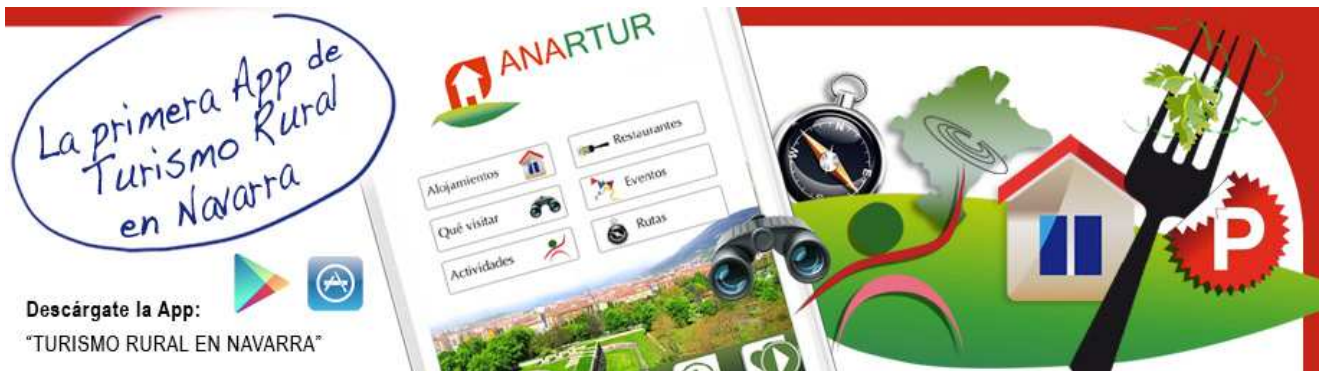 La primera App de
Turismo Rural
en Navarra
Descárgate la App:
"TURISMO RURAL EN NAVARRA"
ANARTUR
Alojamientos
Qué visitar
Actividades
Restaurantes
Eventos
Rutas
N
E
S
W
P